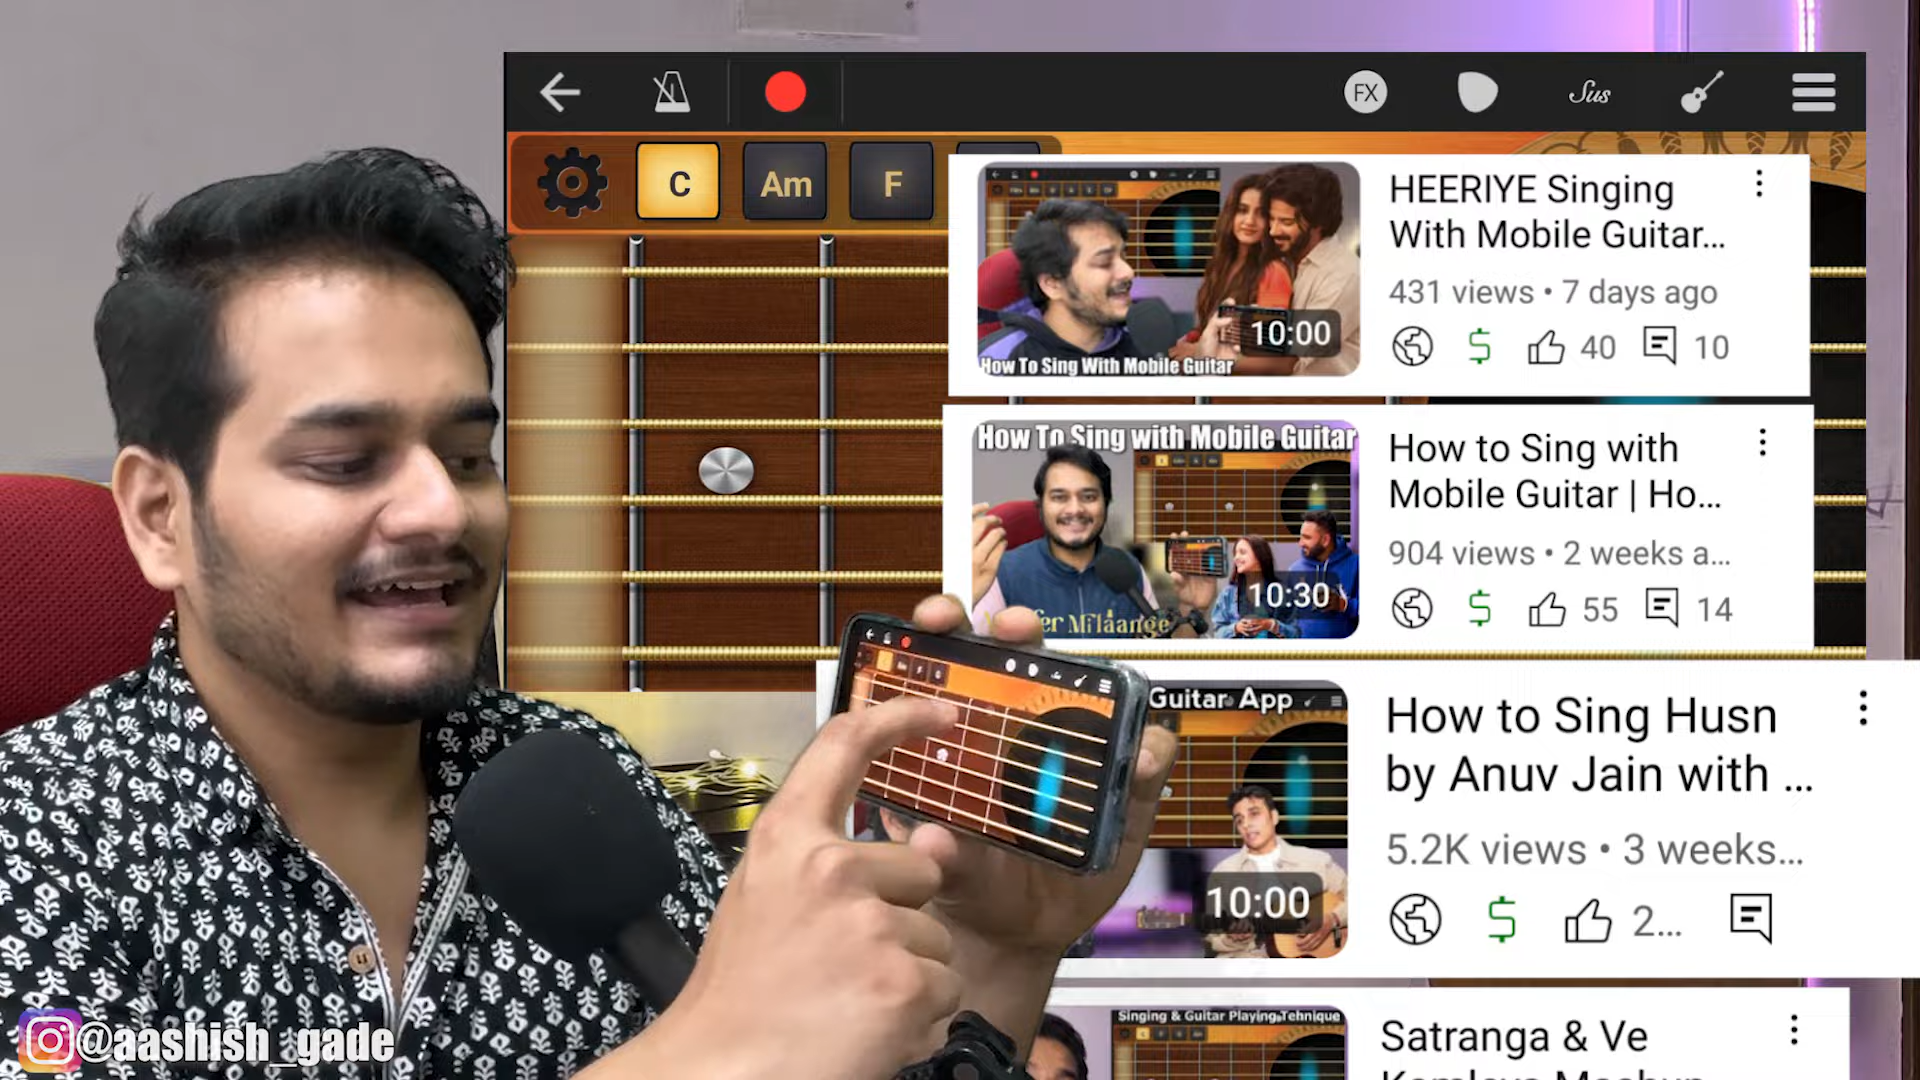 FX
Sus
C
Am
F
HEERIYE Singing
With Mobile Guitar...
431 views • 7 days ago
40
10
10:00
How To Sing With Mobile Guitar
How To Sing with Mobile Guitar
How to Sing with
Mobile Guitar | Ho...
904 views • 2 weeks a...
55
14
10:30
Guitar App
How to Sing Husn
by Anuv Jain with ...
5.2K views • 3 weeks...
2...
10:00
Singing & Guitar Playing Tehnique
Satranga & Ve
@aashish_gade